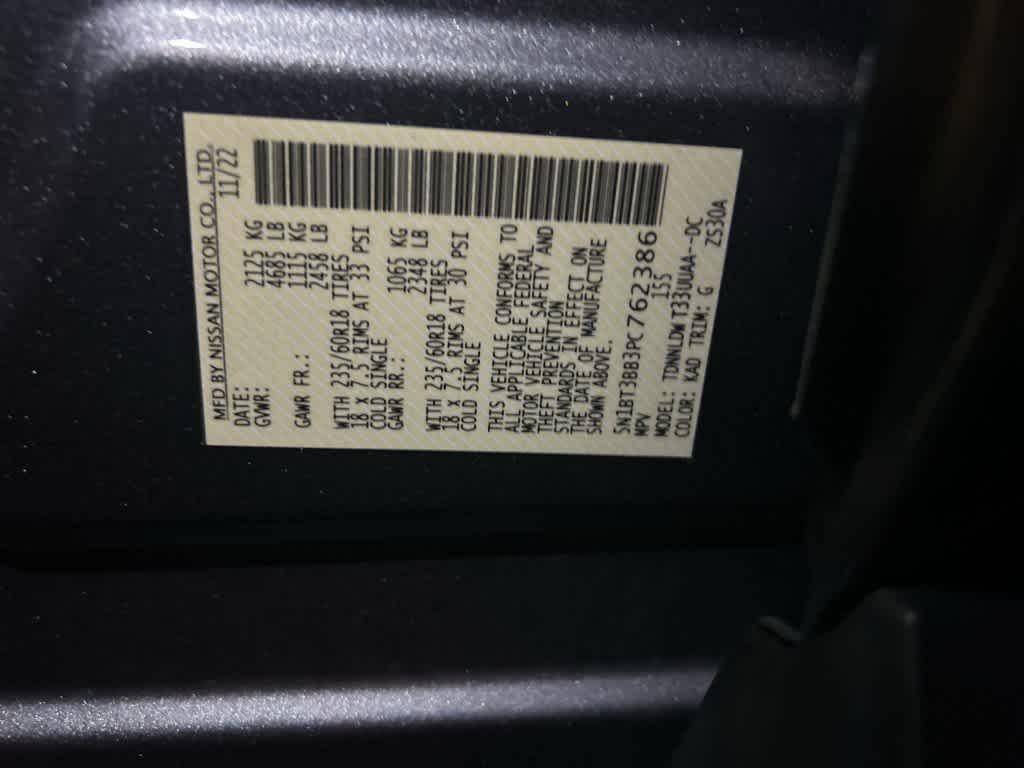 MFD BY NISSAN MOTOR CO., LTD.
DATE: 11/22
GVWR: 2125 KG
4685 LB
GAWR FR.: 1115 KG
2458 LB
WITH 235/60R18 TIRES
18 X 7.5 RIMS AT 33 PSI
COLD SINGLE
GAWR RR.: 1065 KG
2348 LB
WITH 235/60R18 TIRES
18 X 7.5 RIMS AT 30 PSI
COLD SINGLE
THIS VEHICLE CONFORMS TO
ALL APPLICABLE FEDERAL
MOTOR VEHICLE SAFETY AND
THEFT PREVENTION
STANDARDS IN EFFECT ON
THE DATE OF MANUFACTURE
SHOWN ABOVE.
5N1BT3BB3PC762386
MPV 155
MODEL: TDNNLDW T33UUAA--DC
COLOR: KAD TRIM: G ZS30A